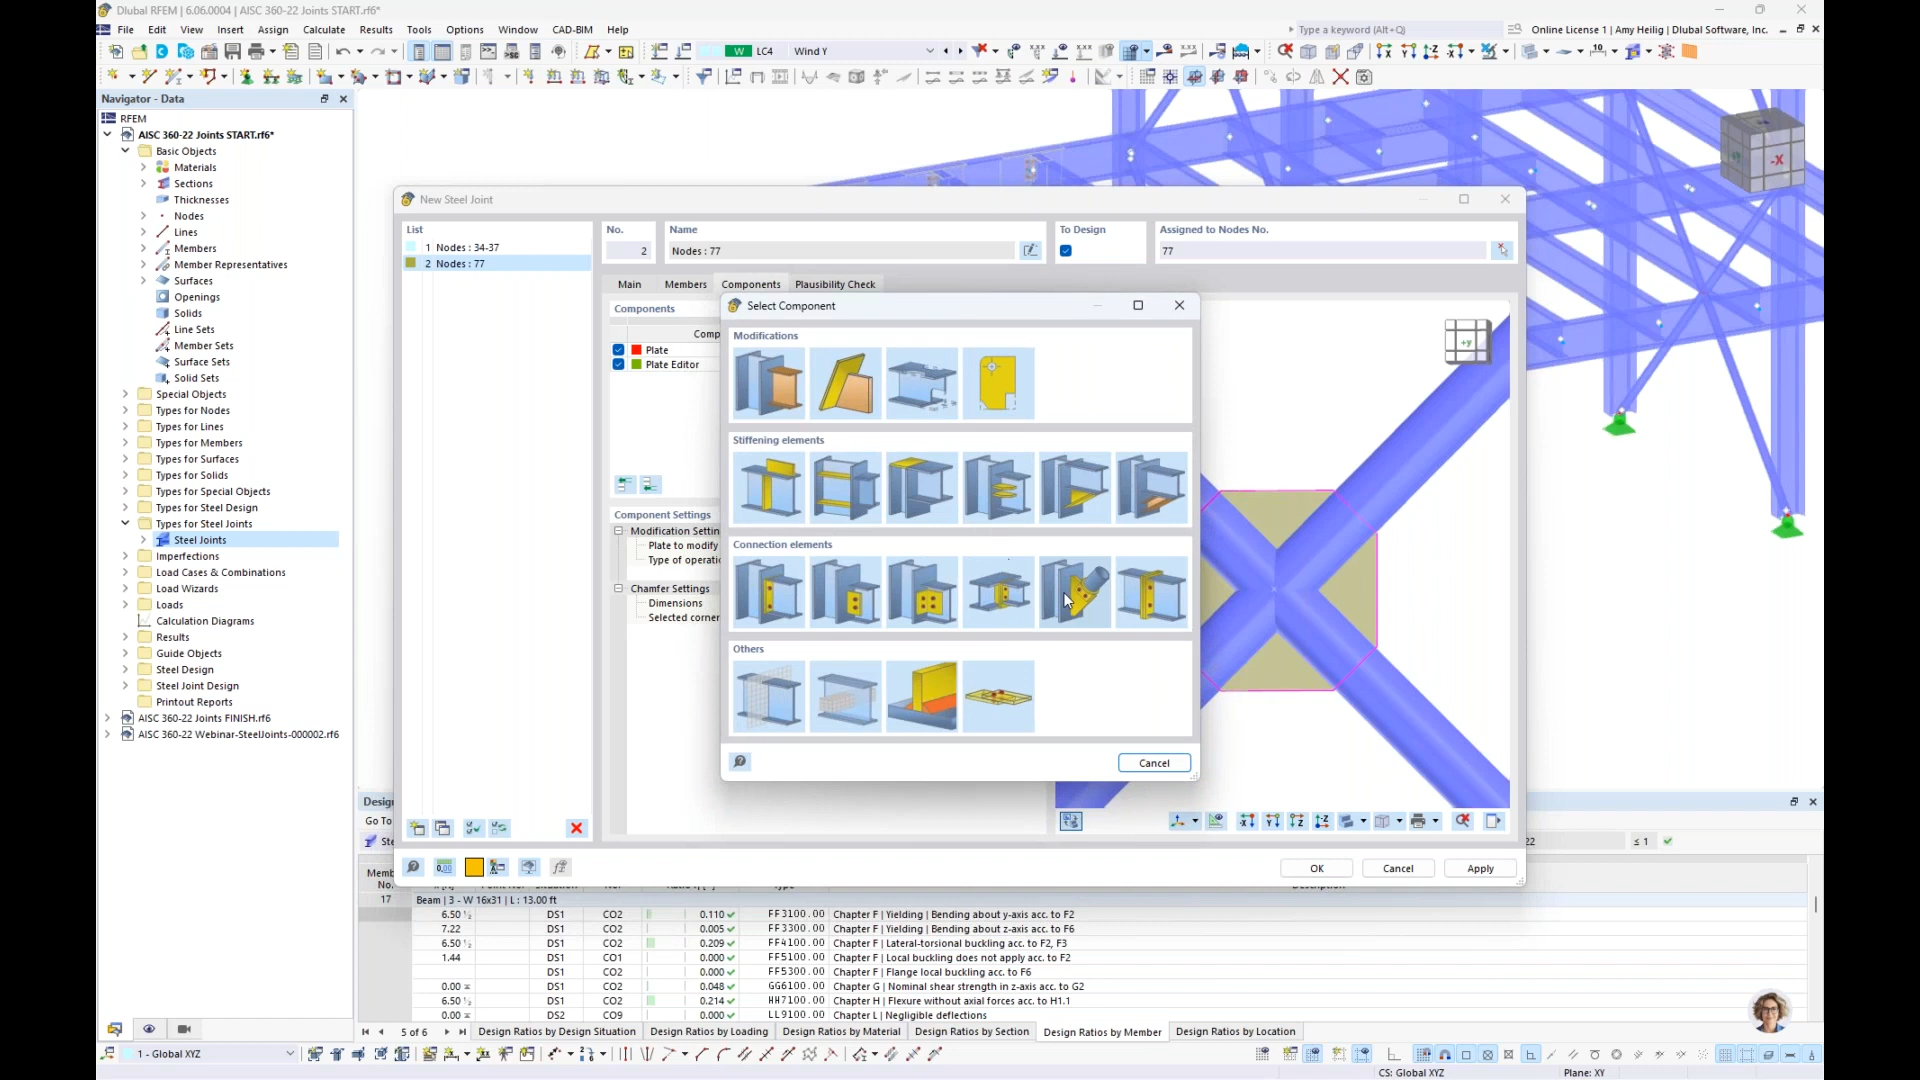 Dlubal RFEM | 6.06.0004 | AISC 360-22 Joints START.rf6*
File Edit View Insert Assign Calculate Results Tools Options Window CAD-BIM Help
Type a keyword (Alt+Q)
Online License 1 | Amy Heilig | Dlubal Software, Inc.
W LC4 Wind Y
Navigator - Data
RFEM
AISC 360-22 Joints START.rf6*
Basic Objects
Materials
Sections
Thicknesses
Nodes
Lines
Members
Member Representatives
Surfaces
Openings
Solids
Line Sets
Member Sets
Surface Sets
Solid Sets
Special Objects
Types for Nodes
Types for Lines
Types for Members
Types for Surfaces
Types for Solids
Types for Special Objects
Types for Steel Design
Types for Steel Joints
Steel Joints
Imperfections
Load Cases & Combinations
Load Wizards
Loads
Calculation Diagrams
Results
Guide Objects
Steel Design
Steel Joint Design
Printout Reports
AISC 360-22 Joints FINISH.rf6
AISC 360-22 Webinar-SteelJoints-000002.rf6
1 - Global XYZ
-X
New Steel Joint
List
1 Nodes : 34-37
2 Nodes : 77
No.
2
Name
Nodes : 77
To Design
Assigned to Nodes No.
77
Main Members Components Plausibility Check
Components
Comp
Plate
Plate Editor
Component Settings
Modification Settin
Plate to modify
Type of operati
Chamfer Settings
Dimensions
Selected corner
Select Component
Modifications
Stiffening elements
Connection elements
Others
Cancel
+y
OK Cancel Apply
Desig
Go To
Ste
22 ≤ 1
Memb
No.
17 Beam | 3 - W 16x31 | L : 13.00 ft
6.50 ½ DS1 CO2 0.110 FF3100.00 Chapter F | Yielding | Bending about y-axis acc. to F2
7.22 DS1 CO2 0.005 FF3300.00 Chapter F | Yielding | Bending about z-axis acc. to F6
6.50 ½ DS1 CO2 0.209 FF4100.00 Chapter F | Lateral-torsional buckling acc. to F2, F3
1.44 DS1 CO1 0.000 FF5100.00 Chapter F | Local buckling does not apply acc. to F2
DS1 CO2 0.000 FF5300.00 Chapter F | Flange local buckling acc. to F6
0.00 DS1 CO2 0.048 GG6100.00 Chapter G | Nominal shear strength in z-axis acc. to G2
6.50 ½ DS1 CO2 0.214 HH7100.00 Chapter H | Flexure without axial forces acc. to H1.1
0.00 DS2 CO9 0.000 LL9100.00 Chapter L | Negligible deflections
5 of 6 Design Ratios by Design Situation Design Ratios by Loading Design Ratios by Material Design Ratios by Section Design Ratios by Member Design Ratios by Location
CS: Global XYZ Plane: XY